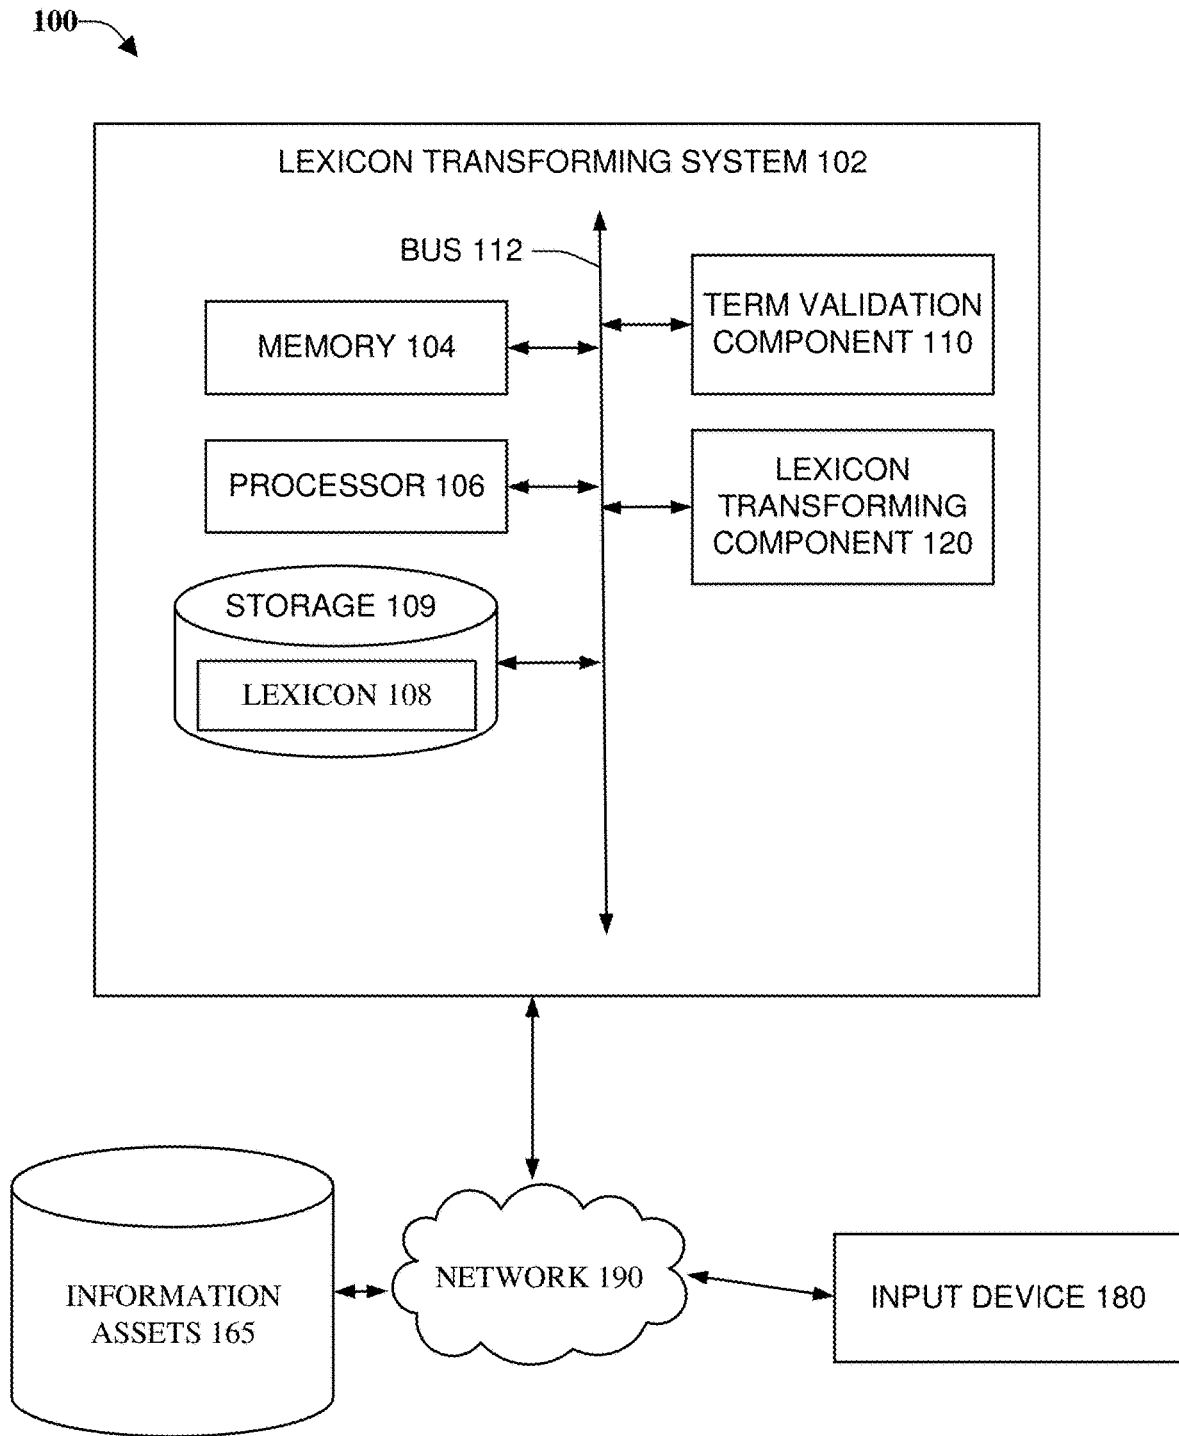 100
LEXICON TRANSFORMING SYSTEM 102
BUS 112
MEMORY 104
TERM VALIDATION
COMPONENT 110
PROCESSOR 106
LEXICON
TRANSFORMING
COMPONENT 120
STORAGE 109
LEXICON 108
INFORMATION
ASSETS 165
NETWORK 190
INPUT DEVICE 180